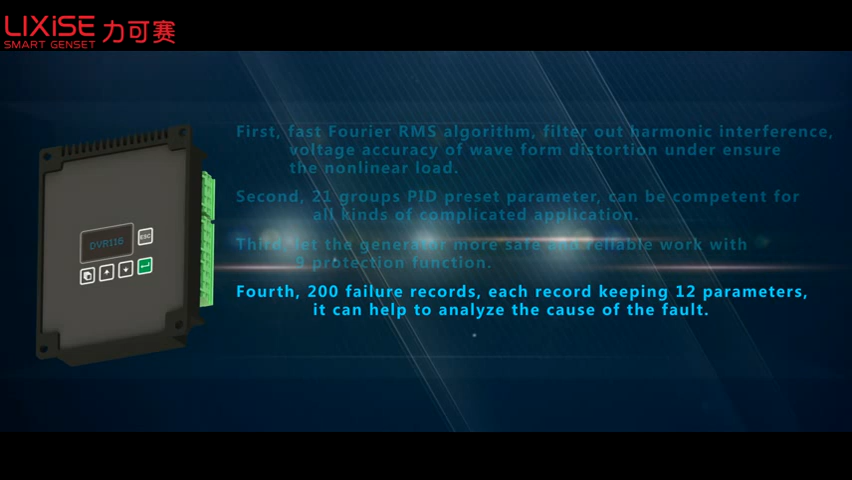 LIXiSE 力可赛
SMART GENSET
First, fast Fourier RMS algorithm, filter out harmonic interference,
voltage accuracy of wave form distortion under ensure
the nonlinear load.
Second, 21 groups PID preset parameter, can be competent for
all kinds of complicated application.
Third, let the generator more safe and reliable work with
9 protection function.
Fourth, 200 failure records, each record keeping 12 parameters,
it can help to analyze the cause of the fault.
DVR116
ESC